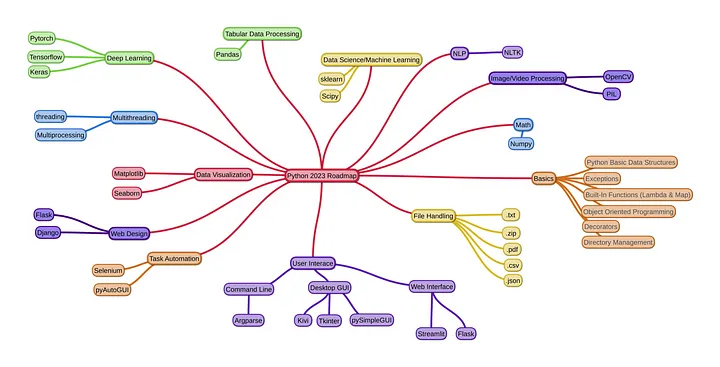 Python 2023 Roadmap
Deep Learning
Pytorch
Tensorflow
Keras
Tabular Data Processing
Pandas
Data Science/Machine Learning
sklearn
Scipy
NLP
NLTK
Image/Video Processing
OpenCV
PIL
Math
Numpy
Basics
Python Basic Data Structures
Exceptions
Built-In Functions (Lambda & Map)
Object Oriented Programming
Decorators
Directory Management
File Handling
.txt
.zip
.pdf
.csv
.json
User Interace
Command Line
Argparse
Desktop GUI
Kivi
Tkinter
pySimpleGUI
Web Interface
Streamlit
Flask
Task Automation
Selenium
pyAutoGUI
Web Design
Flask
Django
Data Visualization
Matplotlib
Seaborn
Multithreading
threading
Multiprocessing